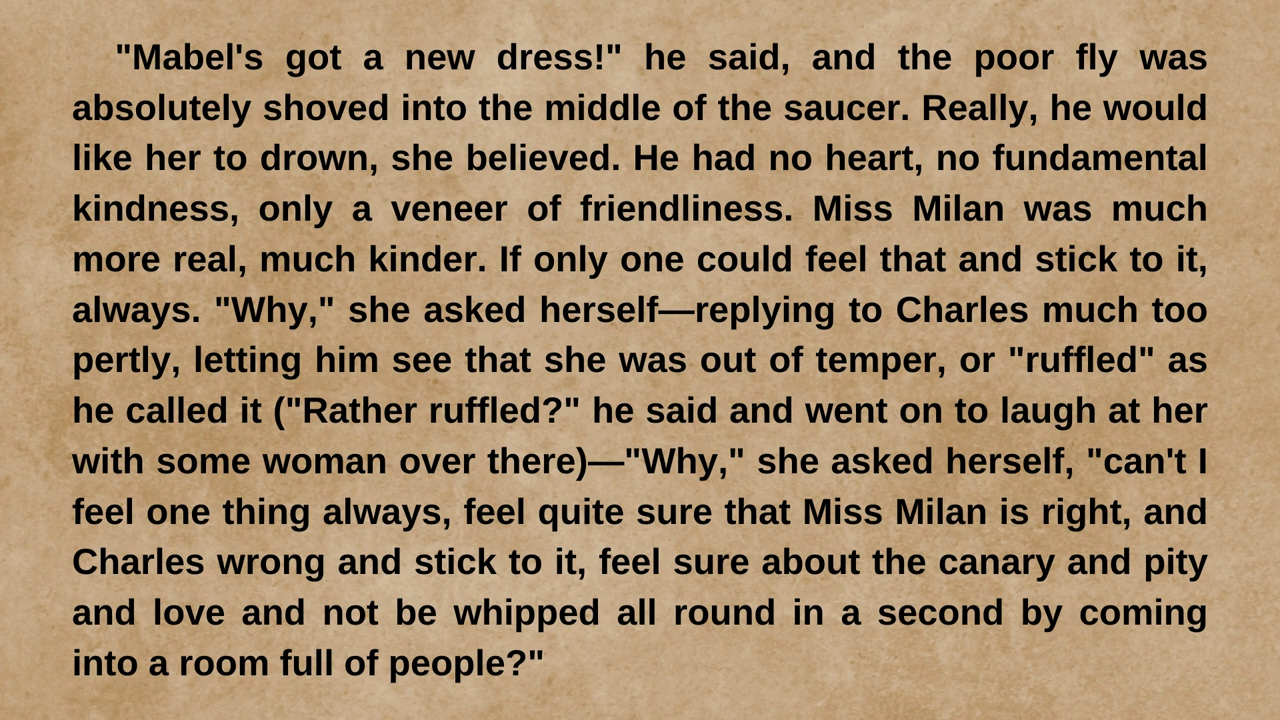 "Mabel's got a new dress!" he said, and the poor fly was
absolutely shoved into the middle of the saucer. Really, he would
like her to drown, she believed. He had no heart, no fundamental
kindness, only a veneer of friendliness. Miss Milan was much
more real, much kinder. If only one could feel that and stick to it,
always. "Why," she asked herself—replying to Charles much too
pertly, letting him see that she was out of temper, or "ruffled" as
he called it ("Rather ruffled?" he said and went on to laugh at her
with some woman over there)—"Why," she asked herself, "can't I
feel one thing always, feel quite sure that Miss Milan is right, and
Charles wrong and stick to it, feel sure about the canary and pity
and love and not be whipped all round in a second by coming
into a room full of people?"